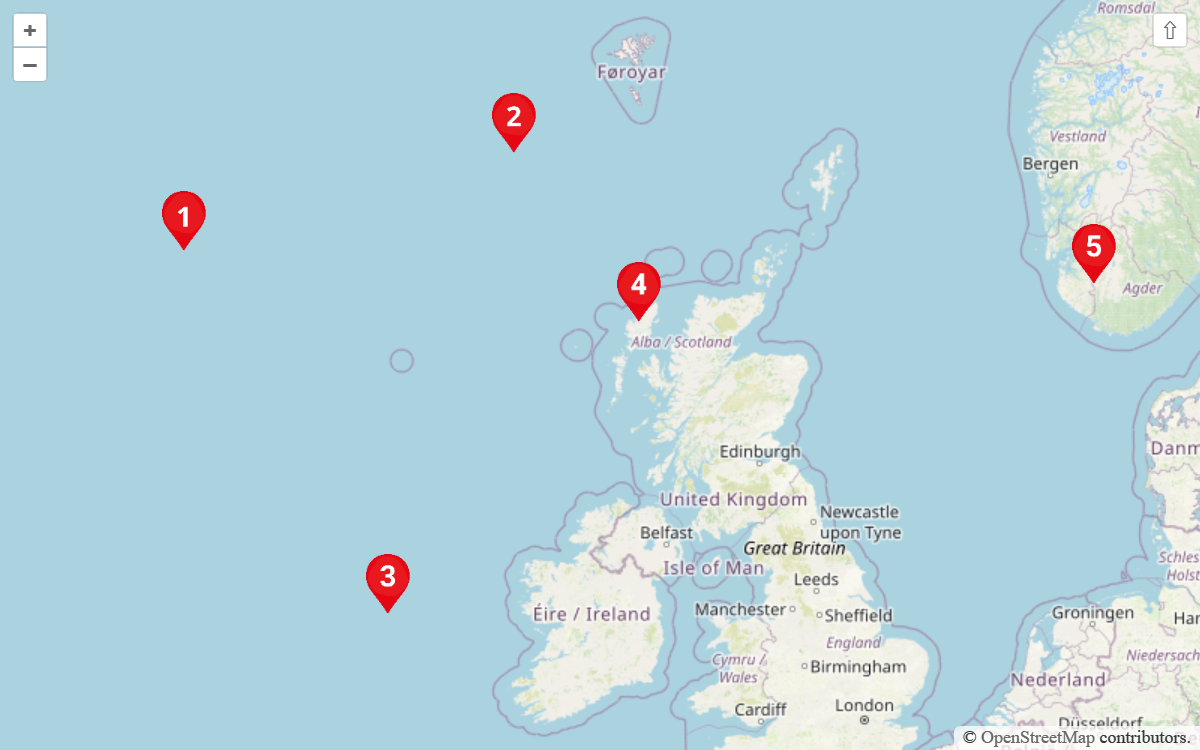 +
−
⇧
Romsdal
Føroyar
2
Vestland
Bergen
1
5
4
Agder
Alba / Scotland
Edinburgh
Danm
United Kingdom
Newcastle
upon Tyne
Belfast
Great Britain
Isle of Man
Schles
Holst
3
Leeds
Éire / Ireland
Manchester
Sheffield
Groningen
Har
England
Cymru /
Wales
Niedersach
Birmingham
Nederland
Cardiff
London
Düsseldorf
© OpenStreetMap contributors.